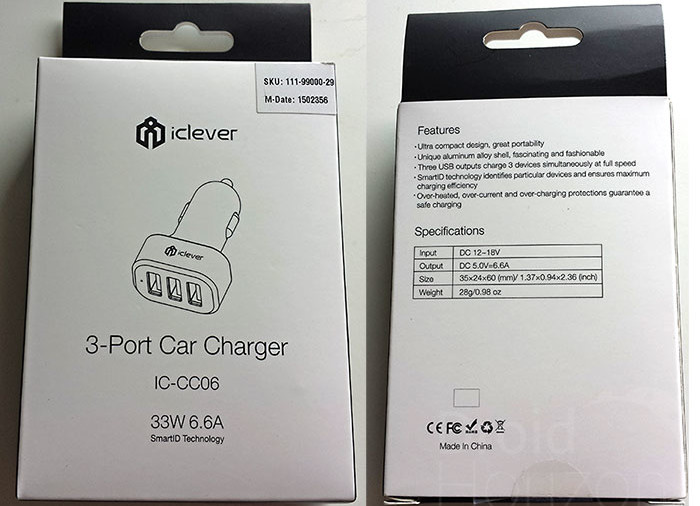 SKU: 111-99000-29
M-Date: 1502356
iclever
iclever
3-Port Car Charger
IC-CC06
33W 6.6A
SmartID Technology
Features
·Ultra compact design, great portability
·Unique aluminum alloy shell, fascinating and fashionable
·Three USB outputs charge 3 devices simultaneously at full speed
·SmartID technology identifies particular devices and ensures maximum
charging efficiency
·Over-heated, over-current and over-charging protections guarantee a
safe charging
Specifications
Input DC 12~18V
Output DC 5.0V=6.6A
Size 35×24×60 (mm)/ 1.37×0.94×2.36 (inch)
Weight 28g/0.98 oz
CE FC
Made In China